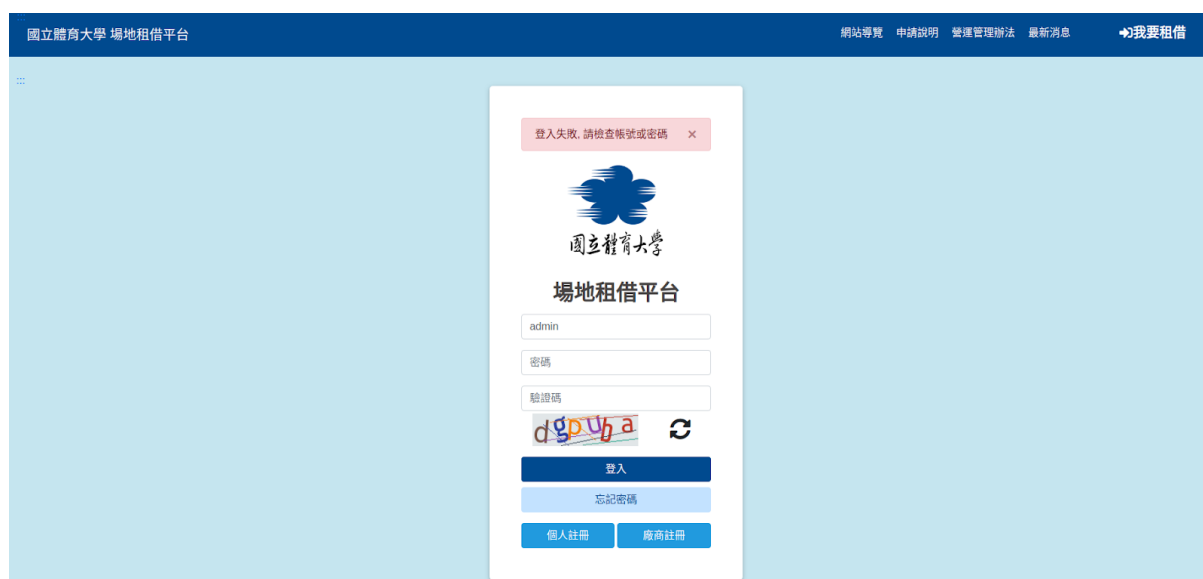 國立體育大學 場地租借平台
網站導覽 申請說明 營運管理辦法 最新消息 我要租借
:::
:::
登入失敗, 請檢查帳號或密碼 ×
國立體育大學
場地租借平台
admin
密碼
驗證碼
dgpuba
登入
忘記密碼
個人註冊 廠商註冊